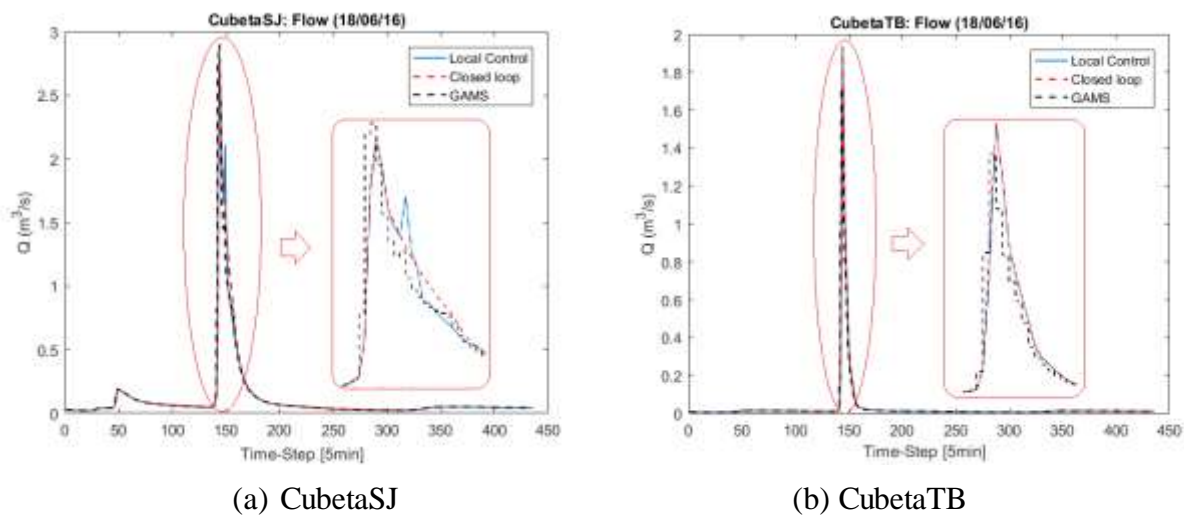 CubetaSJ: Flow (18/06/16)
3
2.5
2
1.5
1
0.5
0
Q (m³/s)
0 50 100 150 200 250 300 350 400 450
Time-Step [5min]
Local Control
Closed loop
GAMS
(a) CubetaSJ
CubetaTB: Flow (18/06/16)
2
1.8
1.6
1.4
1.2
1
0.8
0.6
0.4
0.2
0
Q (m³/s)
0 50 100 150 200 250 300 350 400 450
Time-Step [5min]
Local Control
Closed loop
GAMS
(b) CubetaTB